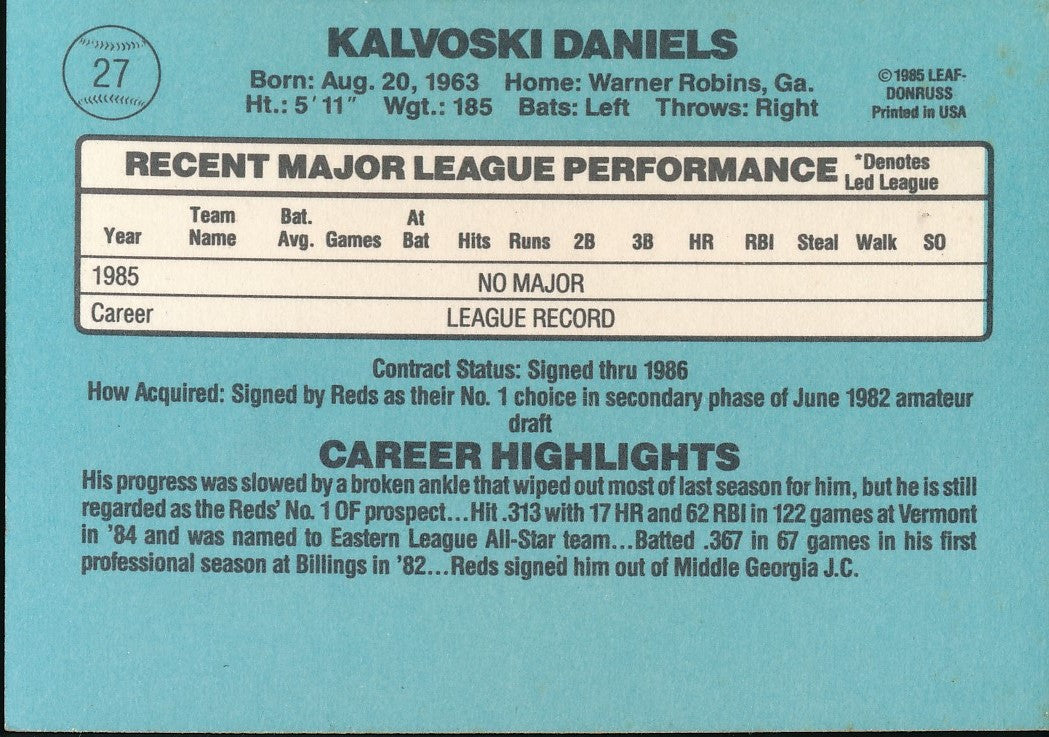 27
KALVOSKI DANIELS
Born: Aug. 20, 1963 Home: Warner Robins, Ga.
Ht.: 5' 11" Wgt.: 185 Bats: Left Throws: Right
©1985 LEAF-
DONRUSS
Printed in USA
RECENT MAJOR LEAGUE PERFORMANCE
*Denotes
Led League
Year Team Name Bat. Avg. Games At Bat Hits Runs 2B 3B HR RBI Steal Walk SO
1985 NO MAJOR
Career LEAGUE RECORD
Contract Status: Signed thru 1986
How Acquired: Signed by Reds as their No. 1 choice in secondary phase of June 1982 amateur
draft
CAREER HIGHLIGHTS
His progress was slowed by a broken ankle that wiped out most of last season for him, but he is still
regarded as the Reds' No. 1 OF prospect...Hit .313 with 17 HR and 62 RBI in 122 games at Vermont
in '84 and was named to Eastern League All-Star team...Batted .367 in 67 games in his first
professional season at Billings in '82...Reds signed him out of Middle Georgia J.C.